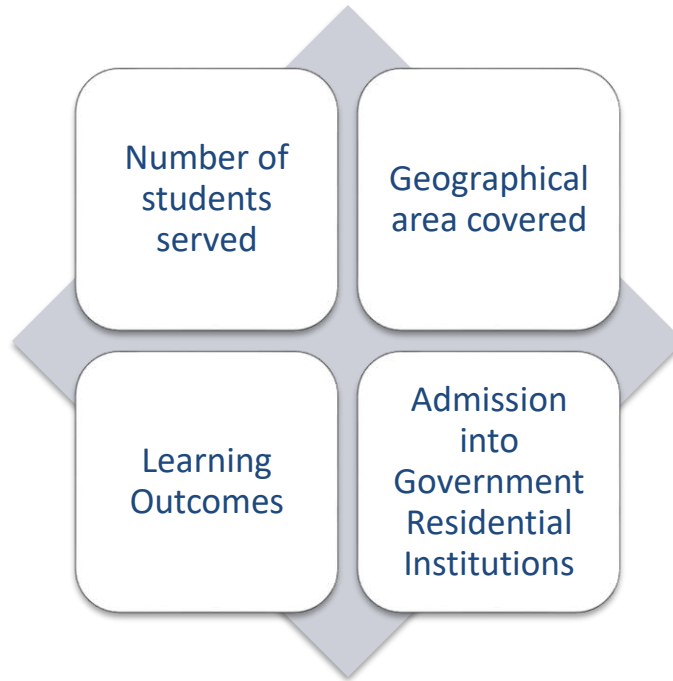 Number of
students
served
Geographical
area covered
Learning
Outcomes
Admission
into
Government
Residential
Institutions